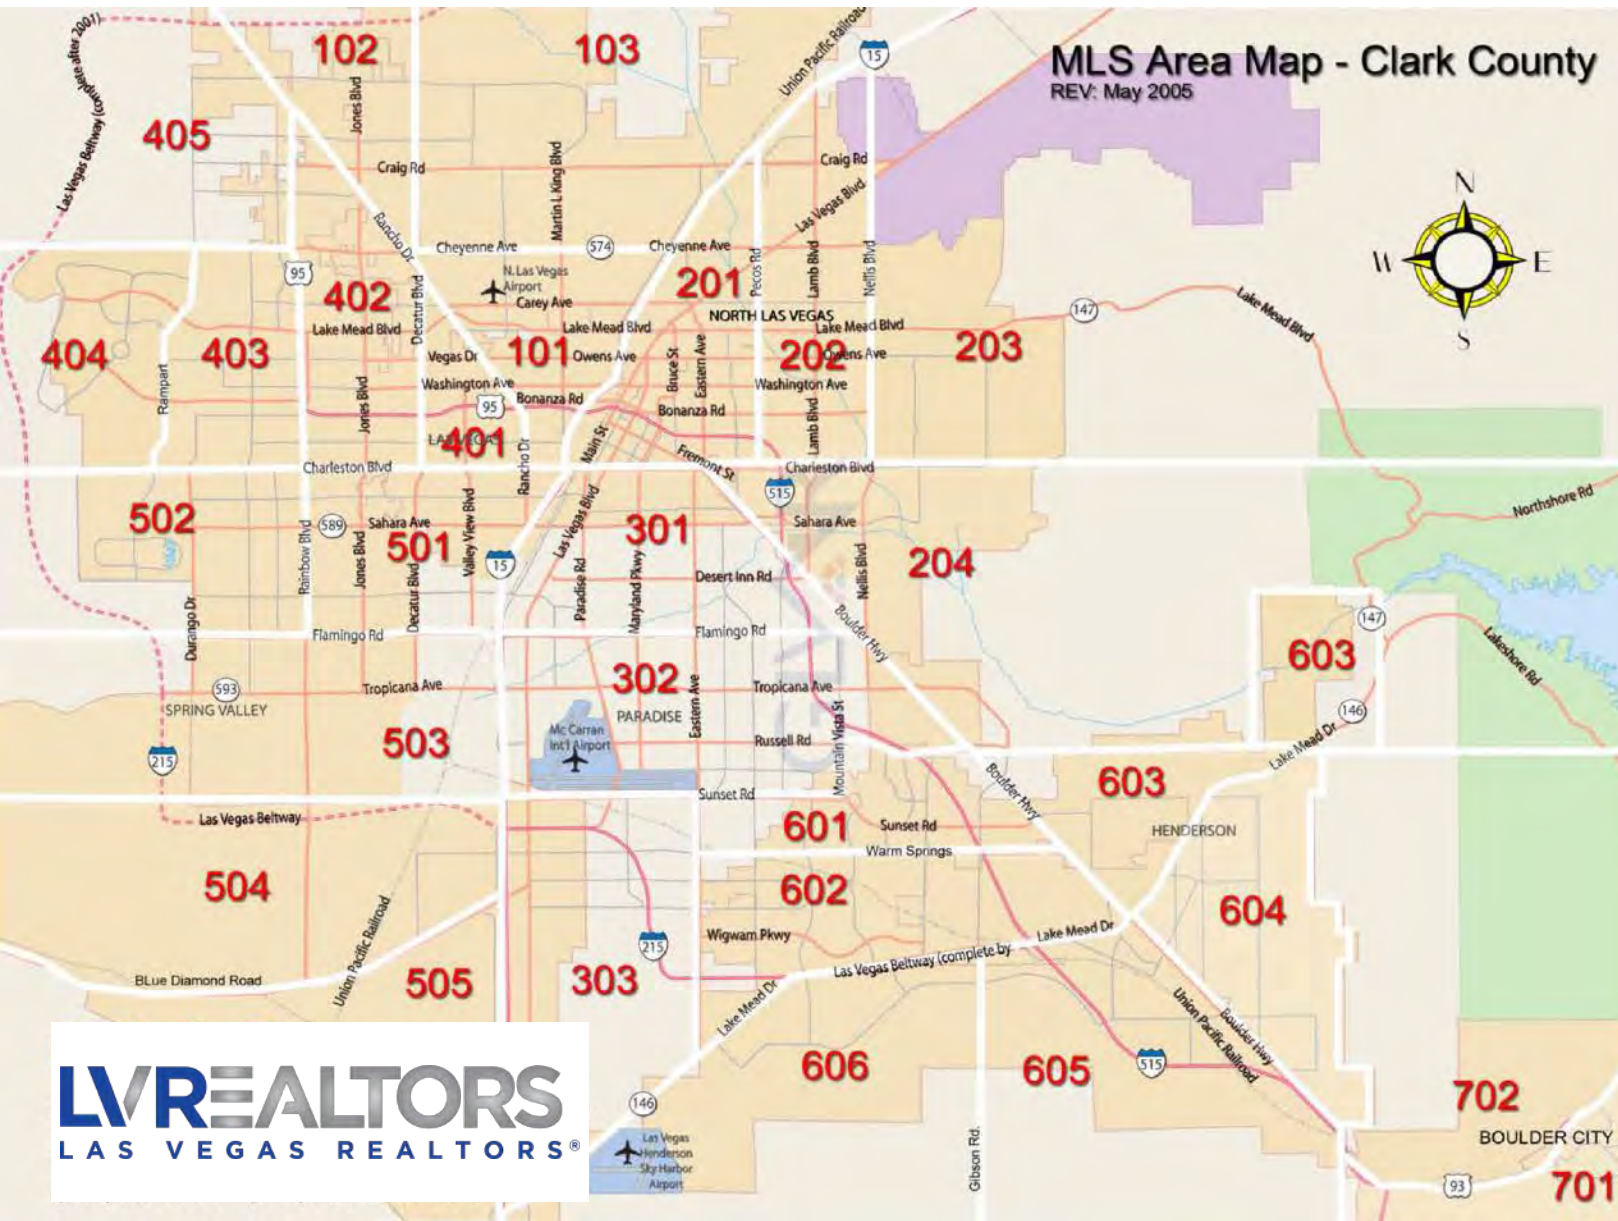 MLS Area Map - Clark County
REV: May 2005
Las Vegas Beltway (complete after 2001)
102
103
Union Pacific Railroad
15
405
Jones Blvd
Craig Rd
Martin L King Blvd
Craig Rd
Las Vegas Blvd
N
W
E
S
Rancho Dr
Cheyenne Ave
574
Cheyenne Ave
Pecos Rd
Lamb Blvd
Nellis Blvd
95
N. Las Vegas
Airport
Carey Ave
201
402
Decatur Blvd
NORTH LAS VEGAS
147
Lake Mead Blvd
Lake Mead Blvd
Lake Mead Blvd
Lake Mead Blvd
404
403
101
Vegas Dr
Owens Ave
Bruce St
Eastern Ave
202
Owens Ave
203
Rampart
Jones Blvd
Washington Ave
Washington Ave
95
Bonanza Rd
Bonanza Rd
Lamb Blvd
LAS VEGAS
401
Rancho Dr
Main St
Fremont St
Charleston Blvd
Charleston Blvd
515
Northshore Rd
502
589
Rainbow Blvd
Jones Blvd
Sahara Ave
501
Decatur Blvd
Valley View Blvd
15
Las Vegas Blvd
301
Sahara Ave
Paradise Rd
Maryland Pkwy
Desert Inn Rd
Nellis Blvd
204
Durango Dr
Flamingo Rd
Flamingo Rd
Boulder Hwy
147
Lakeshore Rd
603
593
SPRING VALLEY
Tropicana Ave
302
PARADISE
Eastern Ave
Tropicana Ave
146
Lake Mead Dr
503
Mc Carran
Int'l Airport
Russell Rd
Mountain Vista St
215
Boulder Hwy
603
Sunset Rd
Las Vegas Beltway
601
Sunset Rd
HENDERSON
Warm Springs
504
602
604
Union Pacific Railroad
215
Wigwam Pkwy
Lake Mead Dr
Las Vegas Beltway (complete by
BLue Diamond Road
505
303
Lake Mead Dr
Union Pacific Railroad
Boulder Hwy
606
605
515
702
146
BOULDER CITY
Las Vegas
Henderson
Sky Harbor
Airport
Gibson Rd.
93
701
LVREALTORS
LAS VEGAS REALTORS®